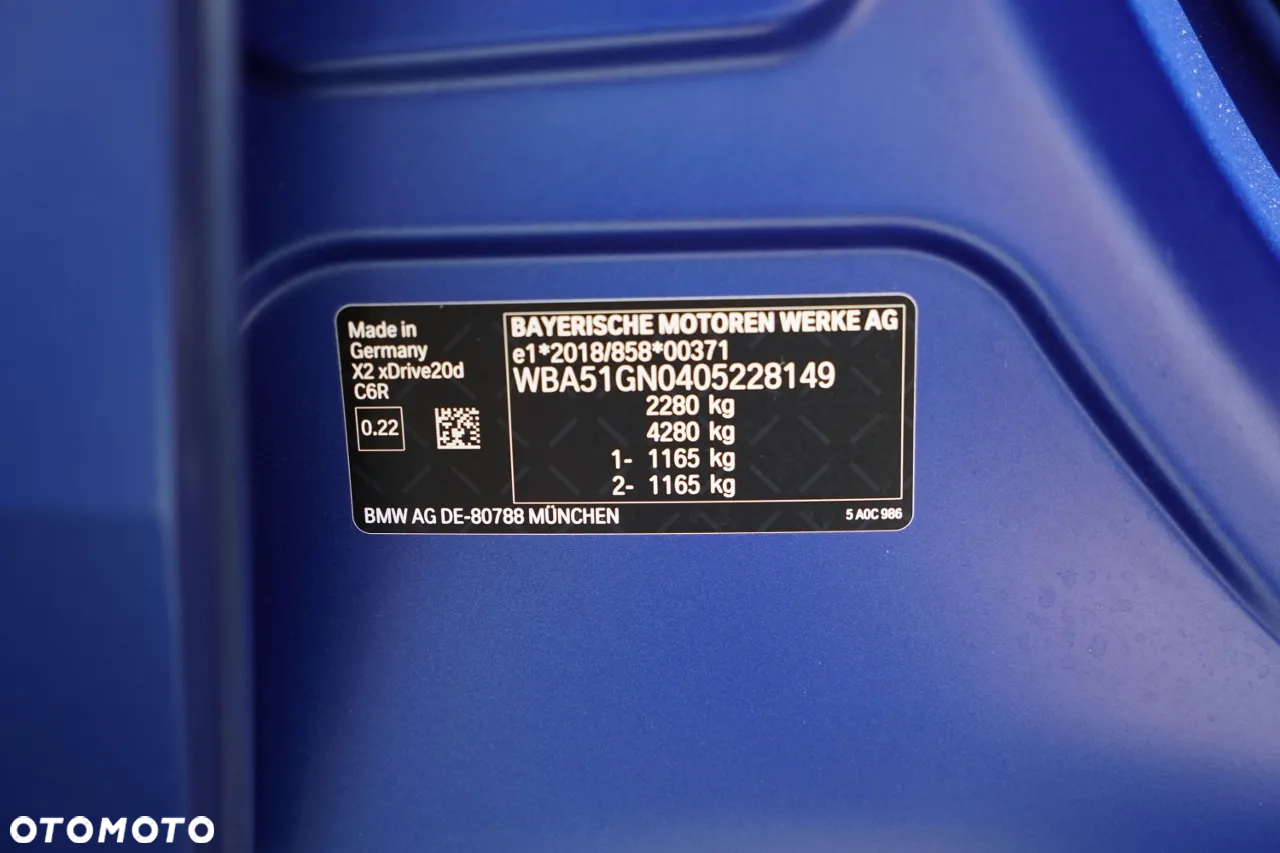 Made in
Germany
X2 xDrive20d
C6R
0.22
BAYERISCHE MOTOREN WERKE AG
e1*2018/858*00371
WBA51GN0405228149
2280 kg
4280 kg
1- 1165 kg
2- 1165 kg
BMW AG DE-80788 MÜNCHEN
5 A0C 986
OTOMOTO